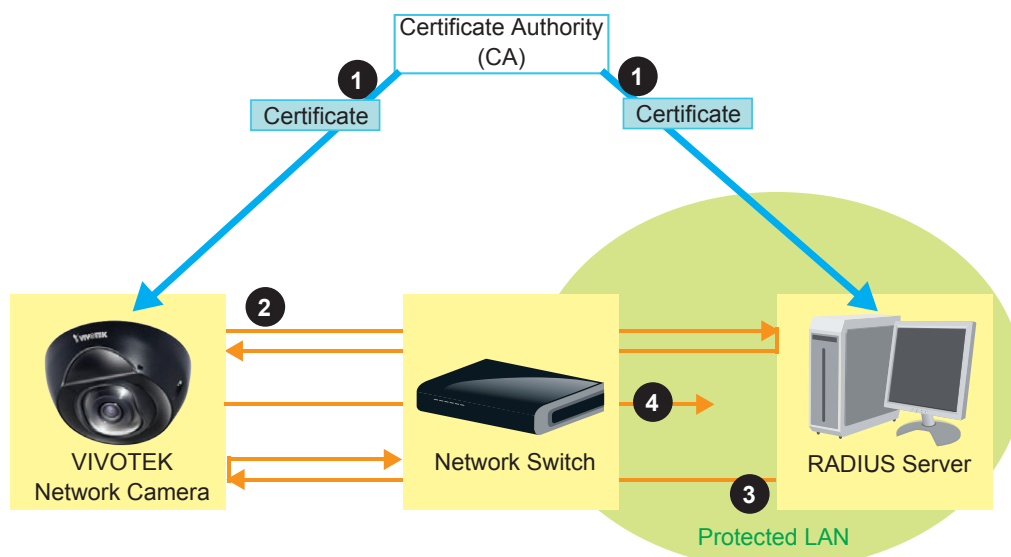 Certificate Authority
(CA)
1
1
Certificate
Certificate
2
VIVOTEK
4
VIVOTEK
Network Camera
Network Switch
RADIUS Server
3
Protected LAN